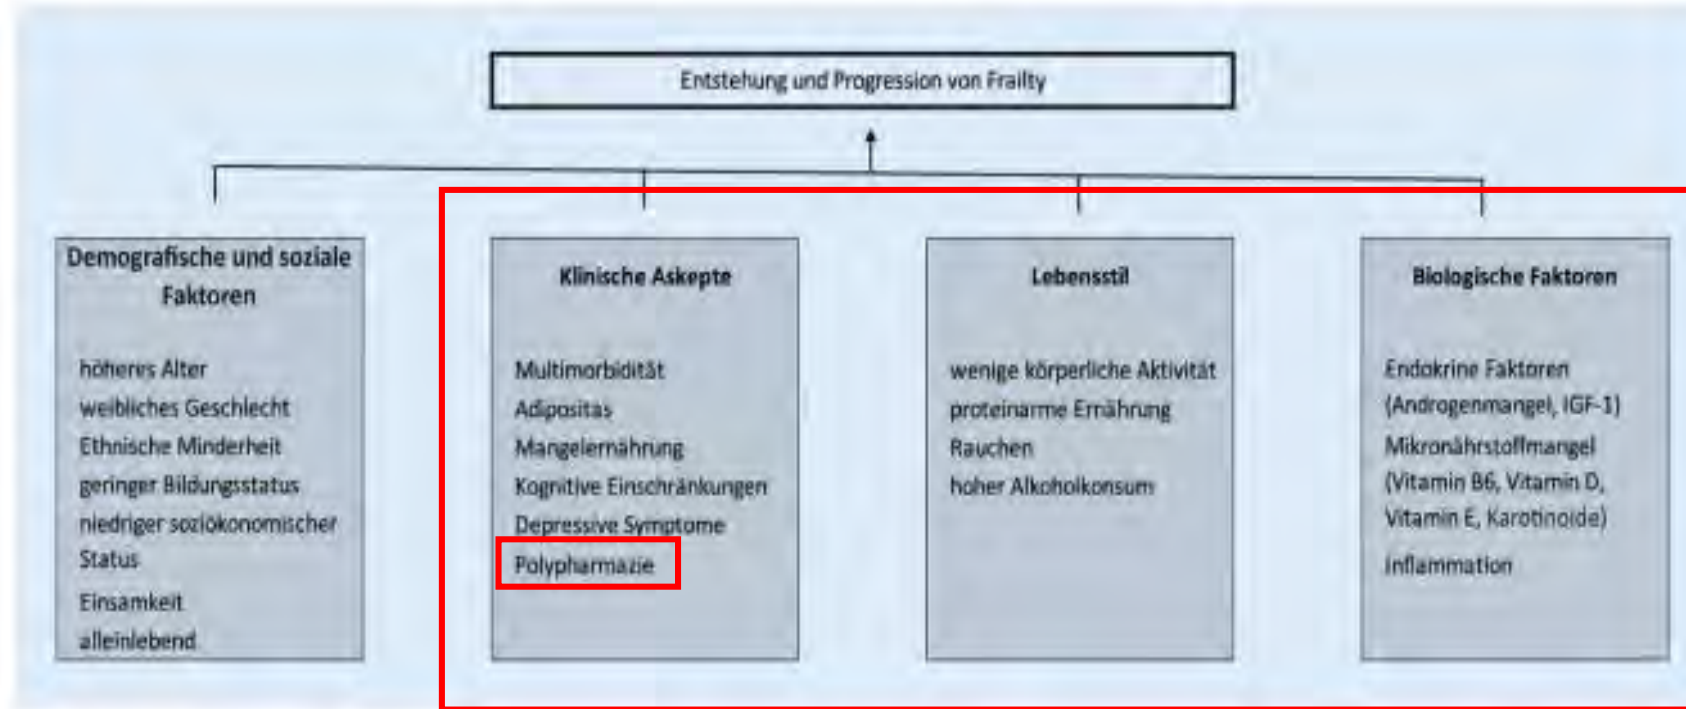 Entstehung und Progression von Frailty
Demografische und soziale
Faktoren
höheres Alter
weibliches Geschlecht
Ethnische Minderheit
geringer Bildungsstatus
niedriger soziökonomischer
Status
Einsamkeit
alleinlebend
Klinische Askepte
Multimorbidität
Adipositas
Mangelernährung
Kognitive Einschränkungen
Depressive Symptome
Polypharmazie
Lebensstil
wenige körperliche Aktivität
proteinarme Ernährung
Rauchen
hoher Alkoholkonsum
Biologische Faktoren
Endokrine Faktoren
(Androgenmangel, IGF-1)
Mikronährstoffmangel
(Vitamin B6, Vitamin D,
Vitamin E, Karotinoide)
Inflammation